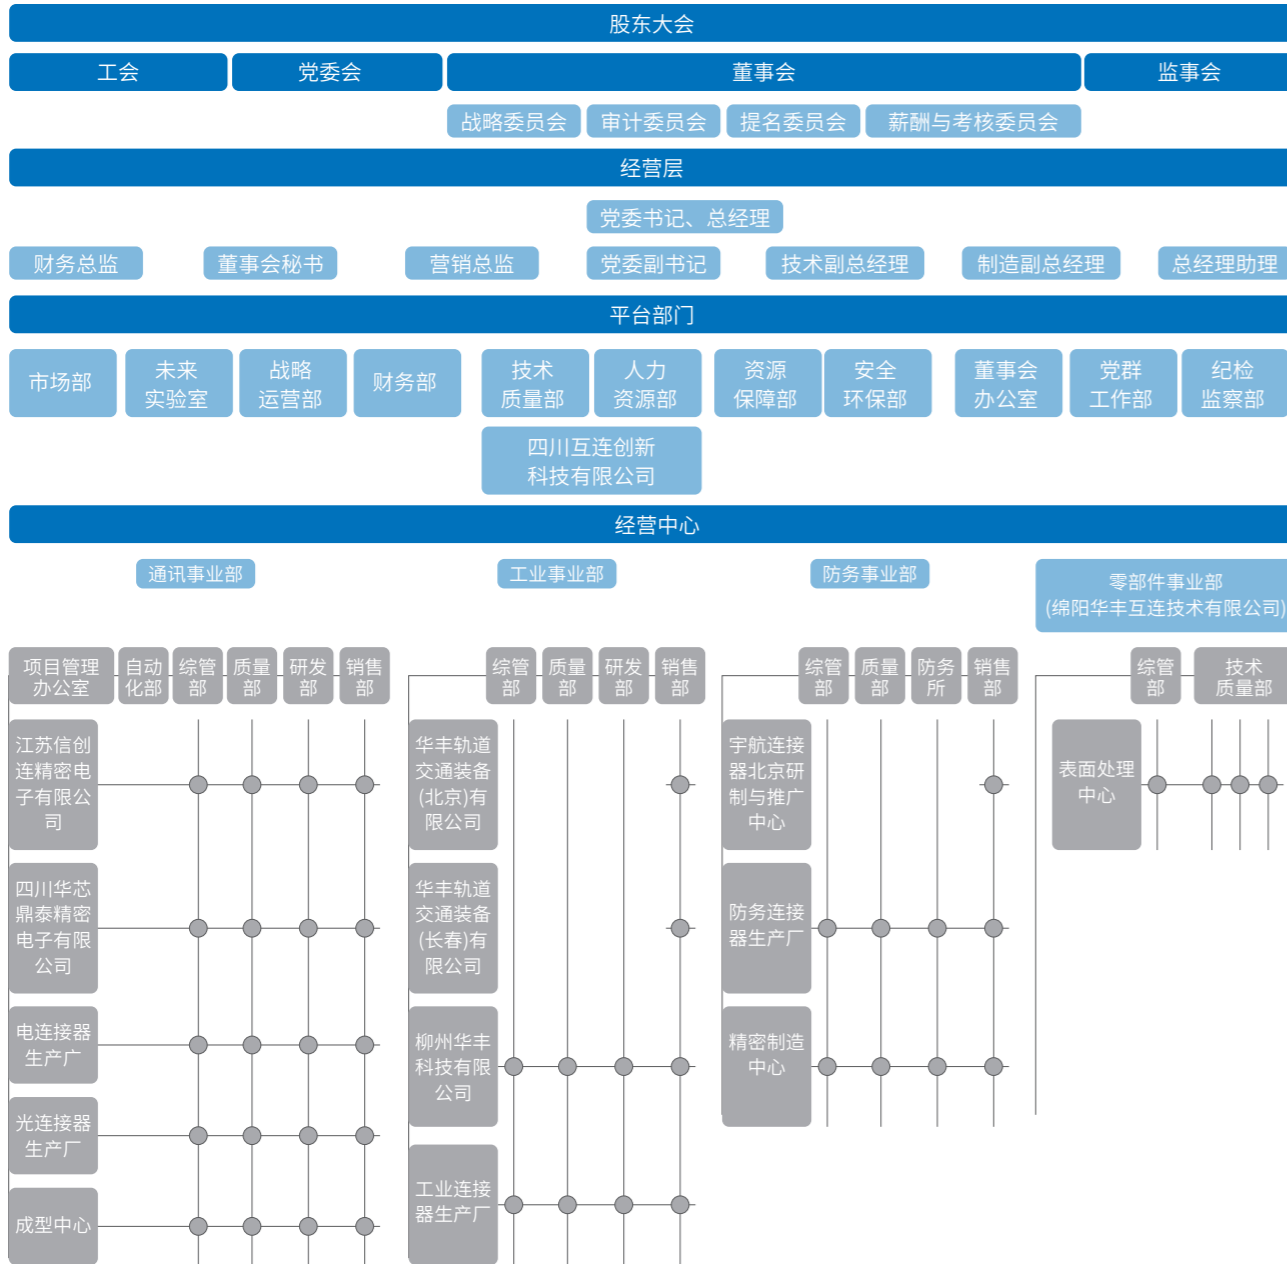 股东大会
工会
党委会
董事会
监事会
战略委员会
审计委员会
提名委员会
薪酬与考核委员会
经营层
党委书记、总经理
财务总监
董事会秘书
营销总监
党委副书记
技术副总经理
制造副总经理
总经理助理
平台部门
市场部
未来
实验室
战略
运营部
财务部
技术
质量部
人力
资源部
资源
保障部
安全
环保部
董事会
办公室
党群
工作部
纪检
监察部
四川互连创新
科技有限公司
经营中心
通讯事业部
工业事业部
防务事业部
零部件事业部
(绵阳华丰互连技术有限公司)
项目管理
办公室
自动
化部
综管
部
质量
部
研发
部
销售
部
综管
部
质量
部
研发
部
销售
部
综管
部
质量
部
防务
所
销售
部
综管
部
技术
质量部
江苏信创
连精密电
子有限公
司
四川华芯
鼎泰精密
电子有限
公司
电连接器
生产广
光连接器
生产厂
成型中心
华丰轨道
交通装备
(北京)有
限公司
华丰轨道
交通装备
(长春)有
限公司
柳州华丰
科技有限
公司
工业连接
器生产厂
宇航连接
器北京研
制与推广
中心
防务连接
器生产厂
精密制造
中心
表面处理
中心